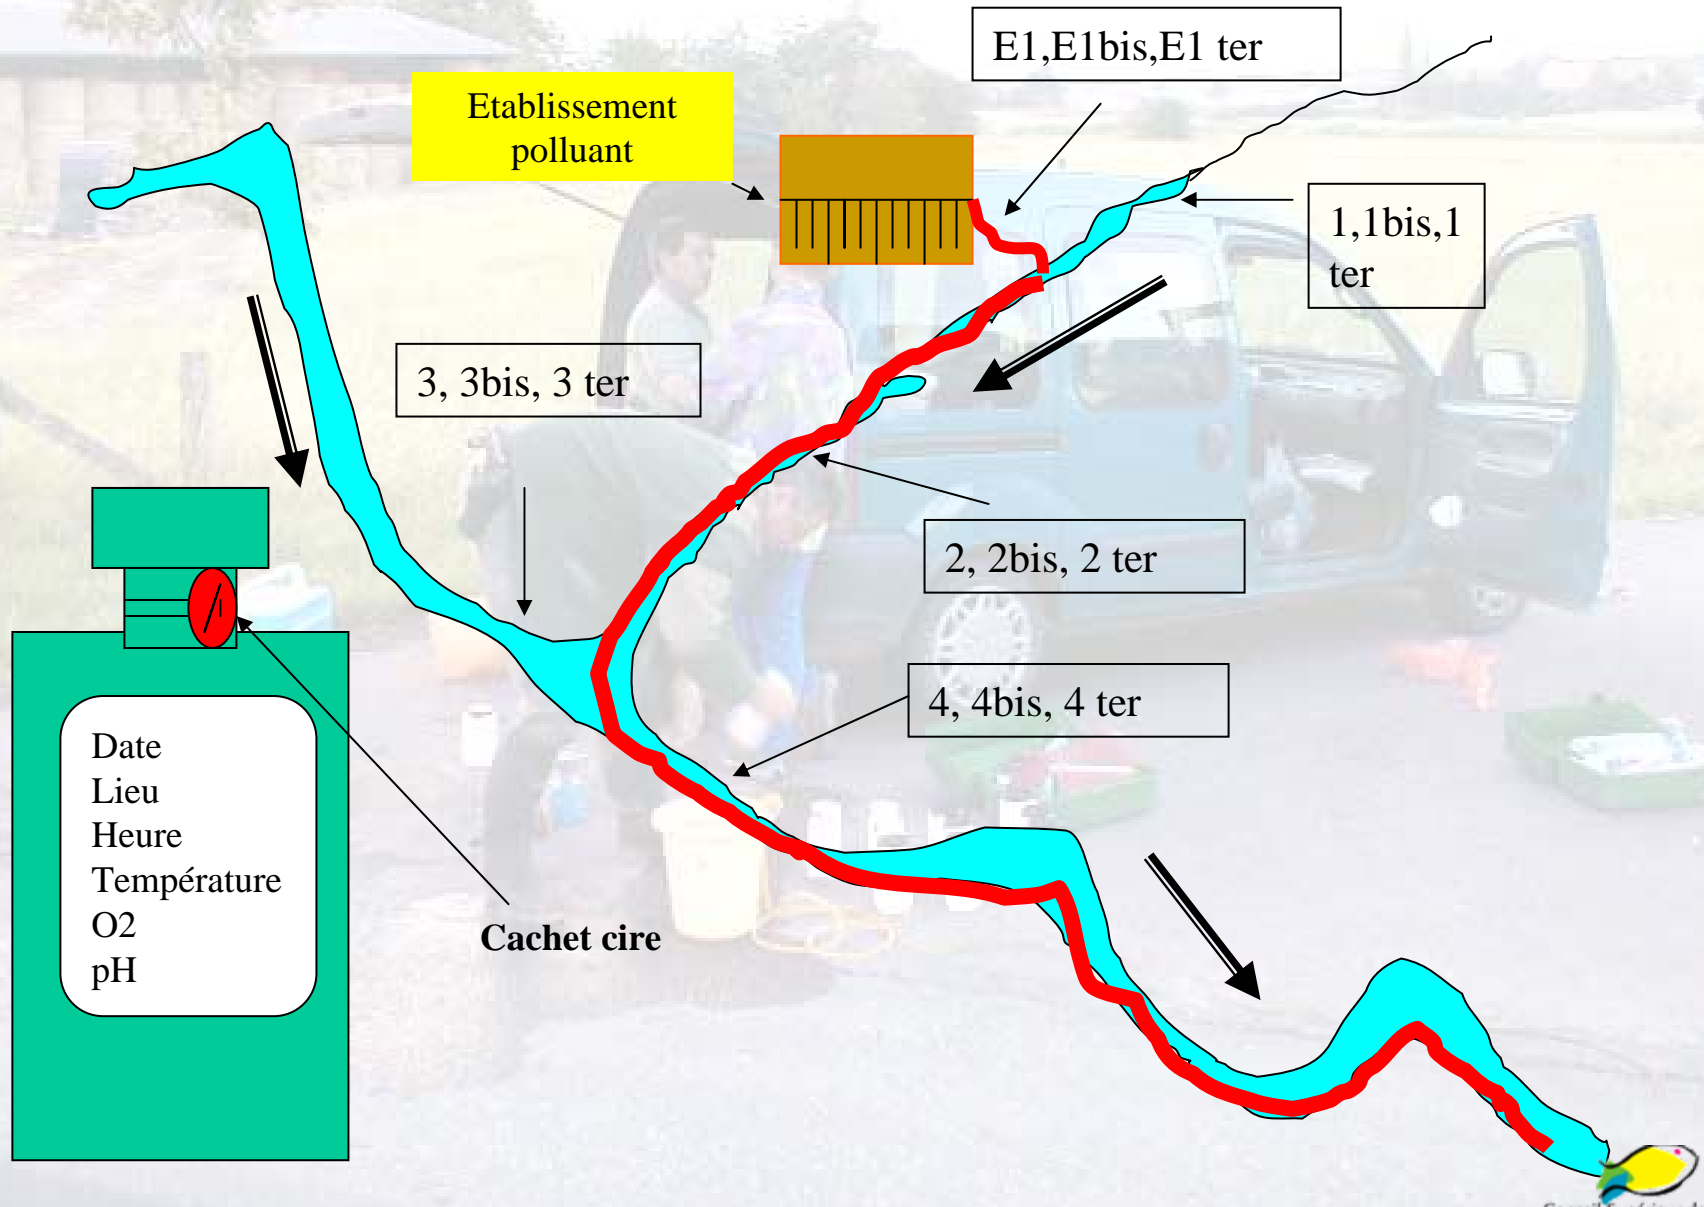 E1,E1bis,E1 ter
Etablissement
polluant
1,1bis,1
ter
3, 3bis, 3 ter
2, 2bis, 2 ter
4, 4bis, 4 ter
Date
Lieu
Heure
Température
O2
pH
Cachet cire